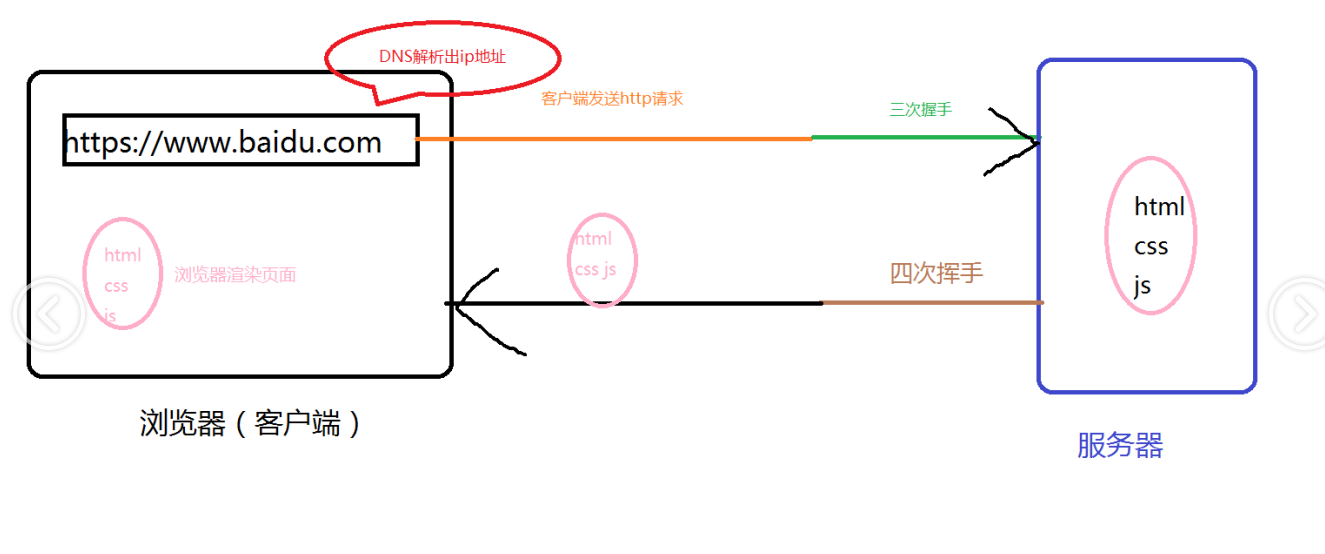 DNS解析出ip地址
客户端发送http请求
三次握手
https://www.baidu.com
html
css
js
浏览器渲染页面
html
css js
四次挥手
html
css
js
浏览器（客户端）
服务器